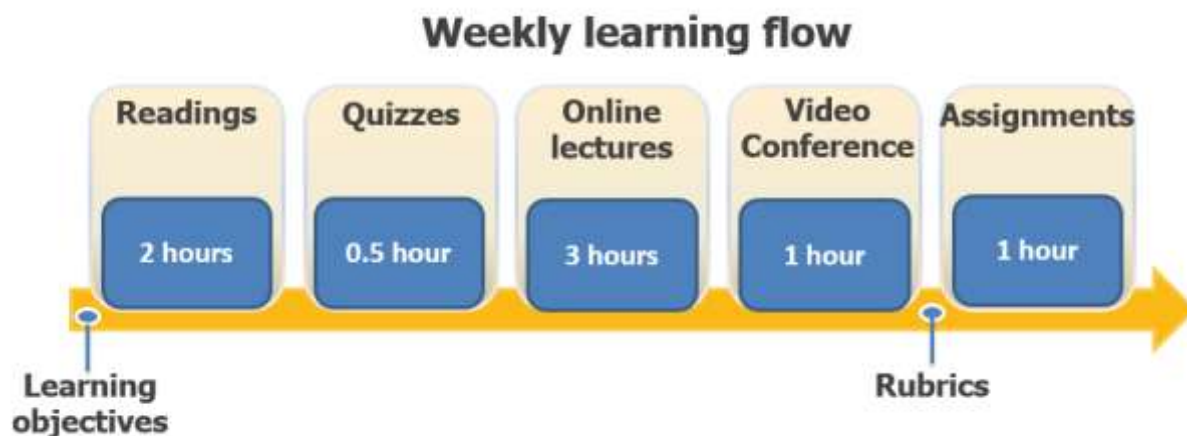 Weekly learning flow
Readings
Quizzes
Online
lectures
Video
Conference
Assignments
2 hours
0.5 hour
3 hours
1 hour
1 hour
Learning
objectives
Rubrics